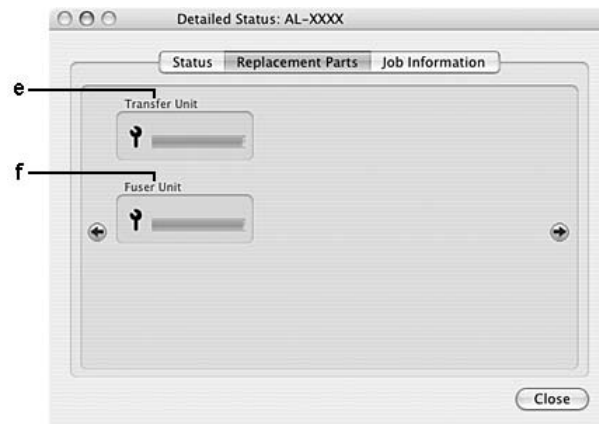 Detailed Status: AL-XXXX
Status Replacement Parts Job Information
e
Transfer Unit
f
Fuser Unit
Close